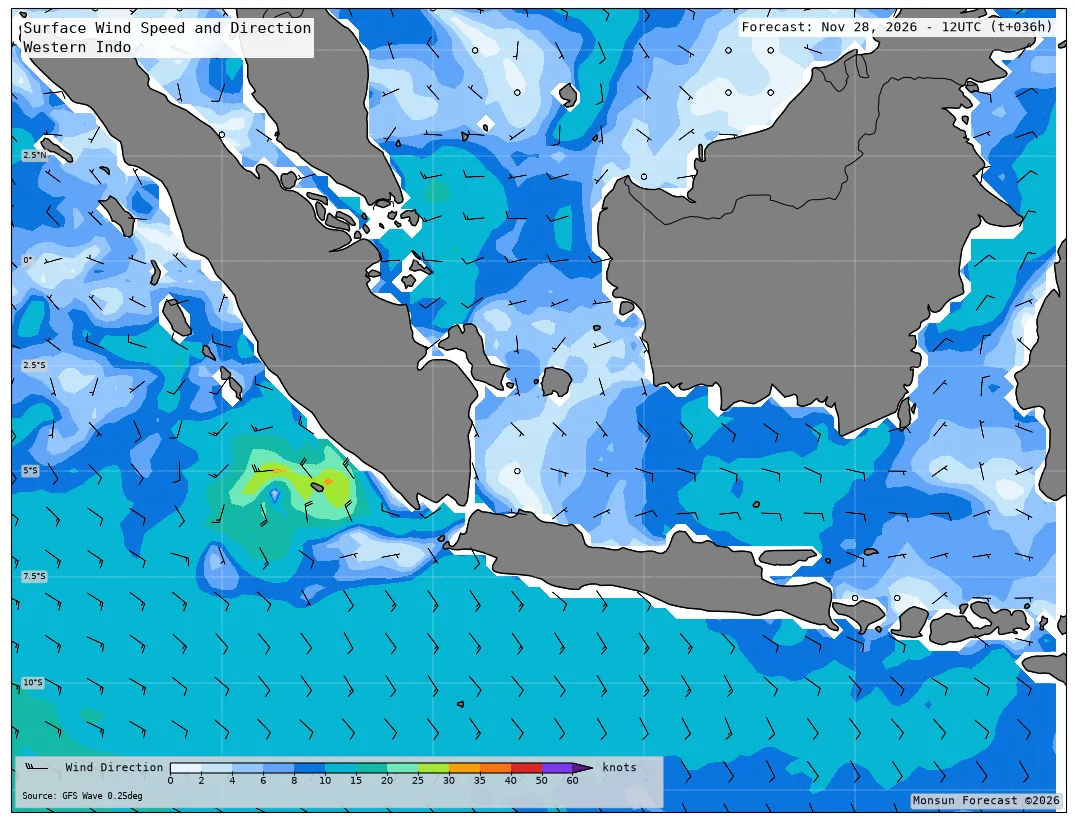 Surface Wind Speed and Direction
Western Indo
Forecast: Nov 28, 2026 - 12UTC (t+036h)
2.5°N
0°
2.5°S
5°S
7.5°S
10°S
Wind Direction
0 2 4 6 8 10 15 20 25 30 35 40 50 60
knots
Source: GFS Wave 0.25deg
Monsun Forecast ©2026